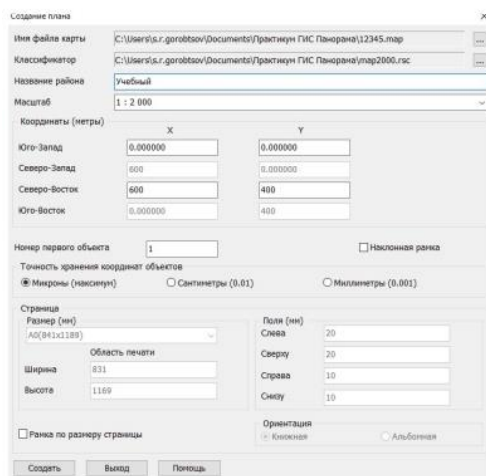 Создание плана
Имя файла карты C:\Users\s.r.gorobtsov\Documents\Практикум ГИС Панорама\12345.map ...
Классификатор C:\Users\s.r.gorobtsov\Documents\Практикум ГИС Панорама\map2000.rsc ...
Название района Учебный
Масштаб 1 : 2 000
Координаты (метры)
X Y
Юго-Запад 0.000000 0.000000
Северо-Запад 600 0.000000
Северо-Восток 600 400
Юго-Восток 0.000000 400
Номер первого объекта 1 Наклонная рамка
Точность хранения координат объектов
Микроны (максимум) Сантиметры (0.01) Миллиметры (0.001)
Страница
Размер (мм) Поля (мм)
A0(841x1189) Слева 20
Область печати Сверху 20
Ширина 831 Справа 10
Высота 1169 Снизу 10
Рамка по размеру страницы Ориентация
Книжная Альбомная
Создать Выход Помощь